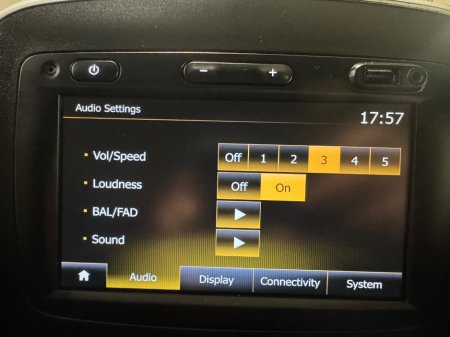 − +
Audio Settings
17:57
Vol/Speed Off 1 2 3 4 5
Loudness Off On
BAL/FAD
Sound
Audio Display Connectivity System